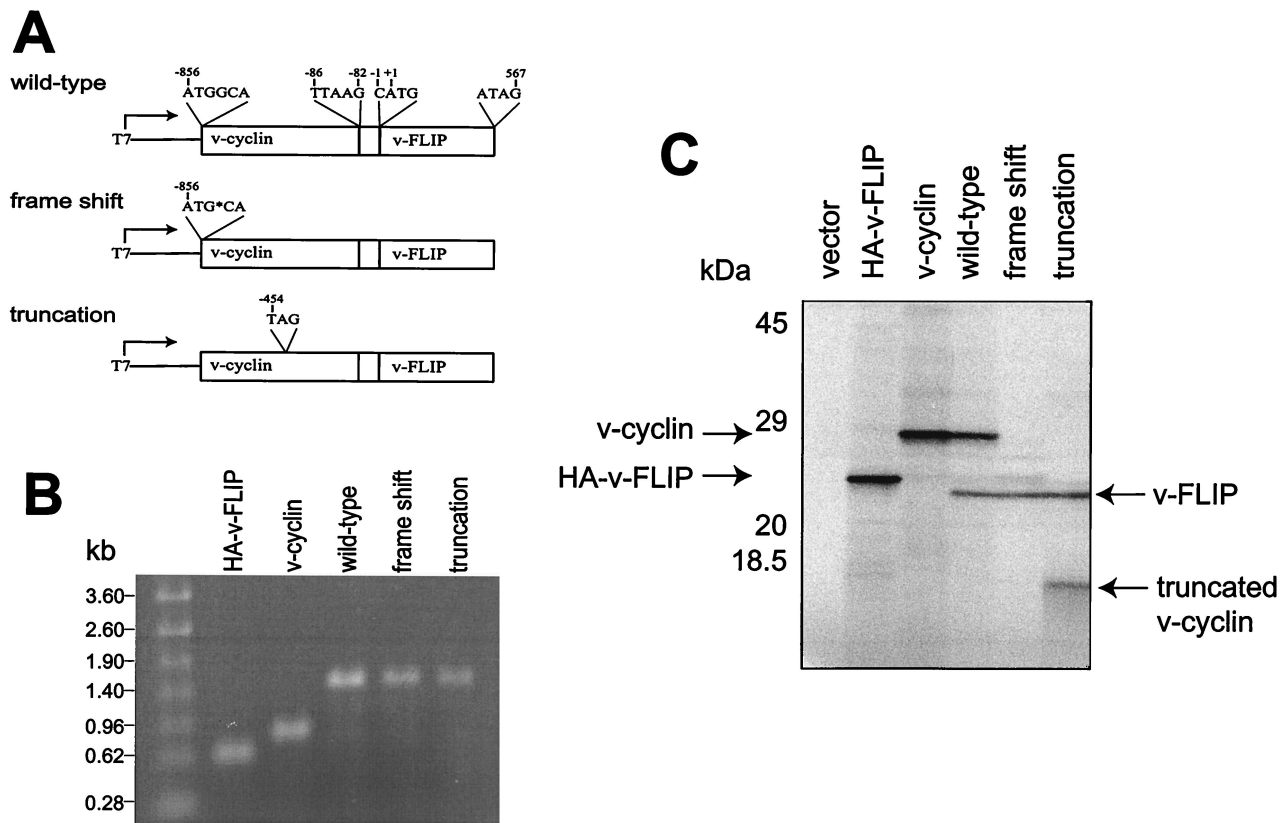 A
wild-type
-856
ATGGCA
-86
-82 -1 +1
TTAAG CATG
567
ATAG
T7
v-cyclin
v-FLIP
frame shift
-856
ATG*CA
T7
v-cyclin
v-FLIP
truncation
-454
TAG
T7
v-cyclin
v-FLIP
B
kb
HA-v-FLIP
v-cyclin
wild-type
frame shift
truncation
3.60
2.60
1.90
1.40
0.96
0.62
0.28
C
kDa
vector
HA-v-FLIP
v-cyclin
wild-type
frame shift
truncation
45
29
20
18.5
v-cyclin
HA-v-FLIP
v-FLIP
truncated
v-cyclin